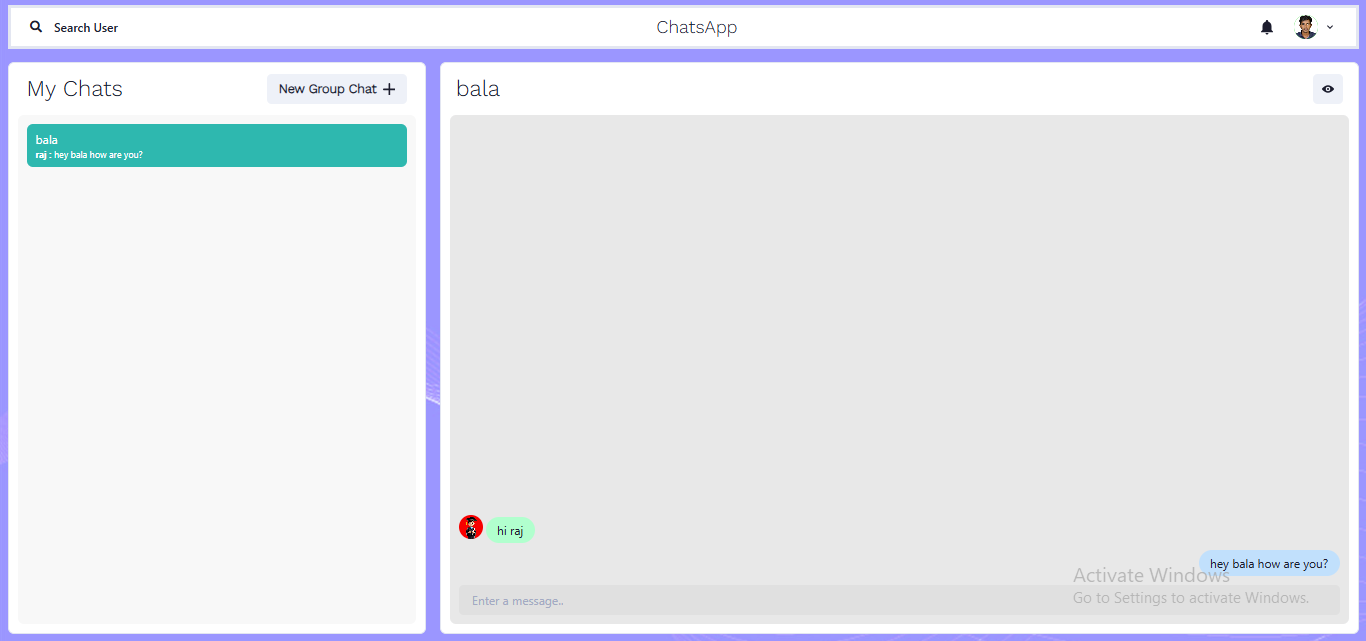 Search User
ChatsApp
My Chats
New Group Chat
bala
raj : hey bala how are you?
bala
hi raj
hey bala how are you?
Enter a message..
Activate Windows
Go to Settings to activate Windows.